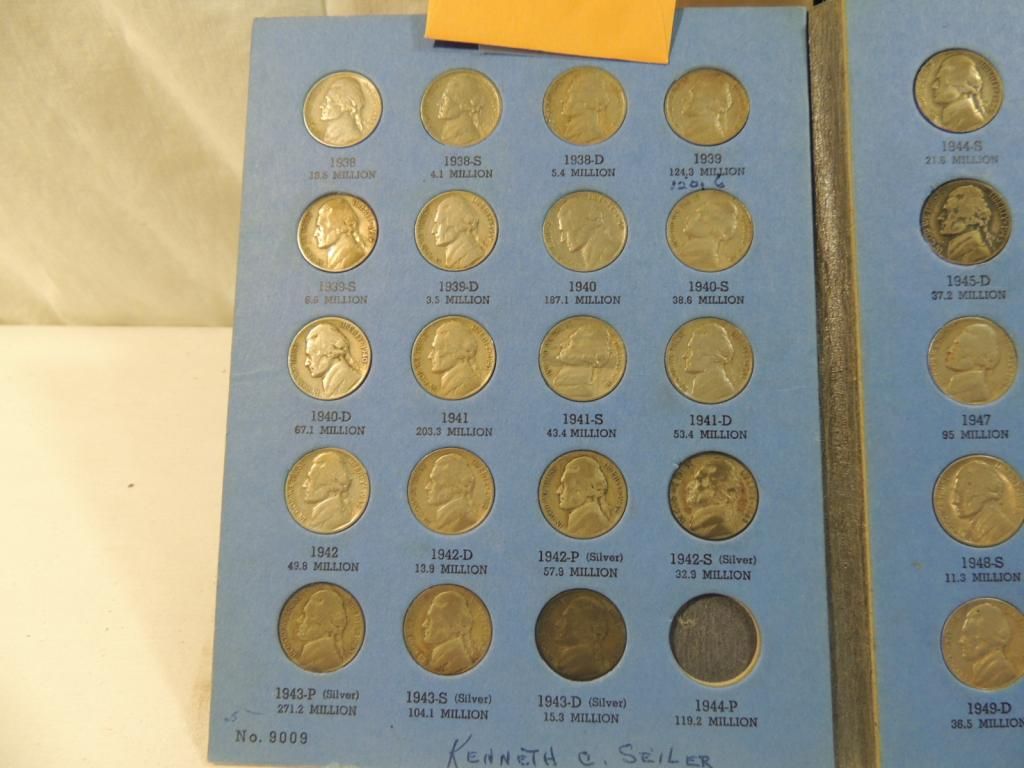 1938 1938-S 1938-D 1939
19.5 MILLION 4.1 MILLION 5.4 MILLION 124.3 MILLION
120.6
1939-S 1939-D 1940 1940-S
6.6 MILLION 3.5 MILLION 187.1 MILLION 38.6 MILLION
1940-D 1941 1941-S 1941-D
67.1 MILLION 203.3 MILLION 43.4 MILLION 53.4 MILLION
1942 1942-D 1942-P (Silver) 1942-S (Silver)
49.8 MILLION 13.9 MILLION 57.9 MILLION 32.9 MILLION
1943-P (Silver) 1943-S (Silver) 1943-D (Silver) 1944-P
271.2 MILLION 104.1 MILLION 15.3 MILLION 119.2 MILLION
No. 9009
KENNETH C. SEILER
1944-S
21.6 MILLION
1945-D
37.2 MILLION
1947
95 MILLION
1948-S
11.3 MILLION
1949-D
36.5 MILLION